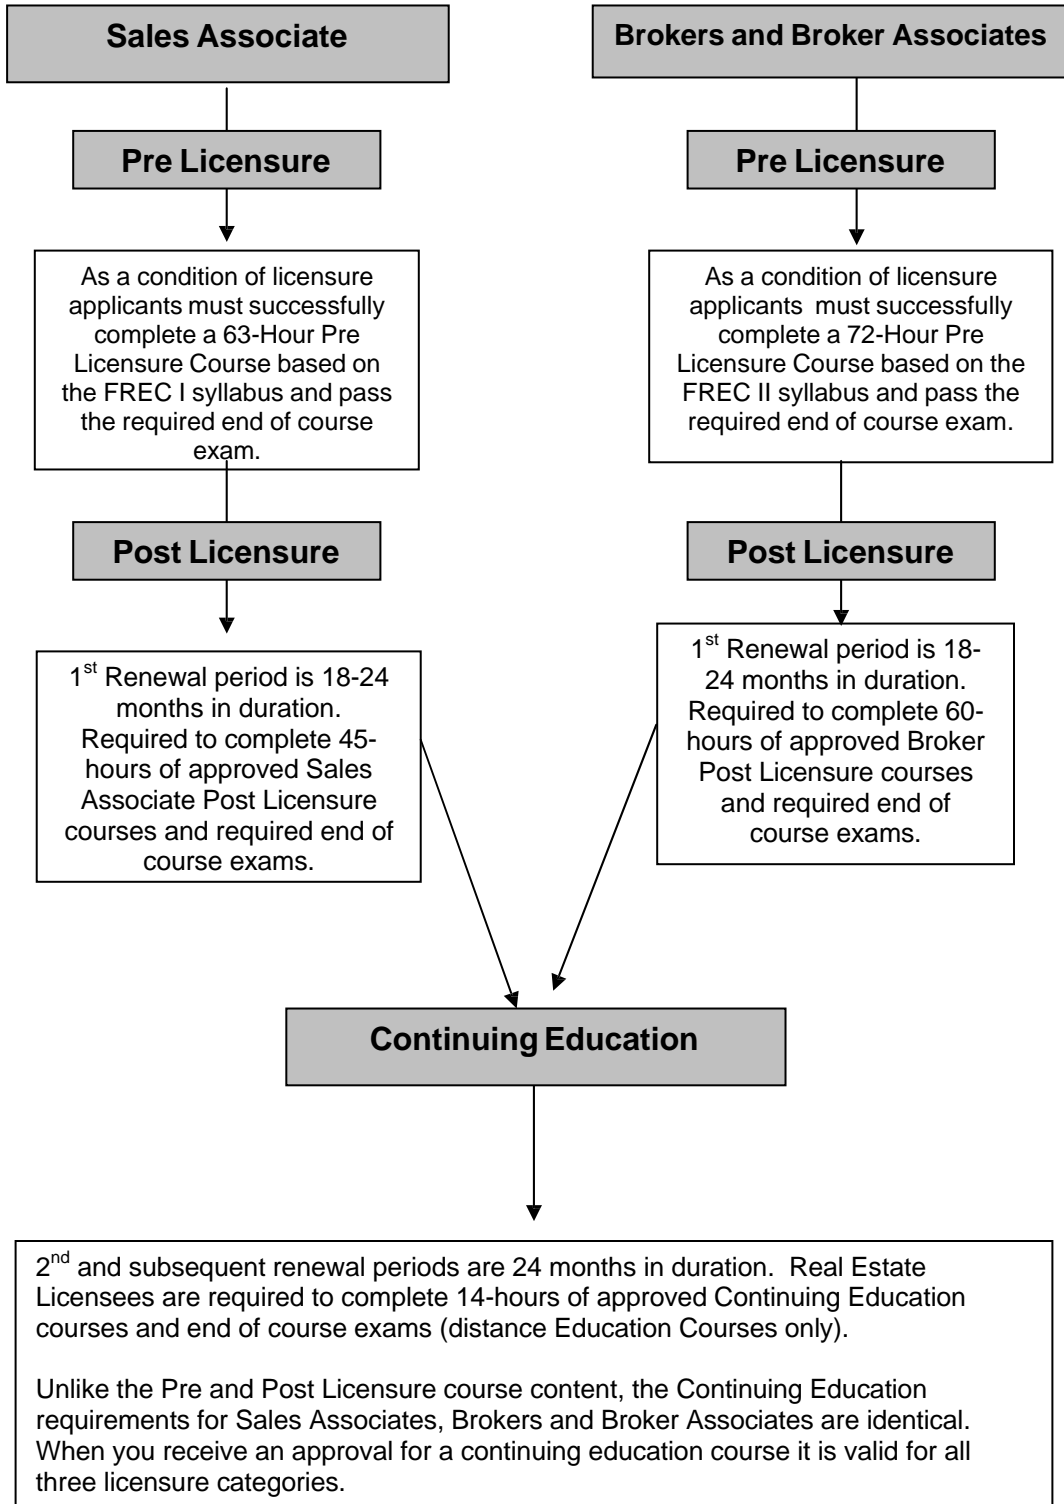 Sales Associate
Pre Licensure
As a condition of licensure
applicants must successfully
complete a 63-Hour Pre
Licensure Course based on
the FREC I syllabus and pass
the required end of course
exam.
Post Licensure
1st Renewal period is 18-24
months in duration.
Required to complete 45-
hours of approved Sales
Associate Post Licensure
courses and required end of
course exams.
Brokers and Broker Associates
Pre Licensure
As a condition of licensure
applicants  must successfully
complete a 72-Hour Pre
Licensure Course based on the
FREC II syllabus and pass the
required end of course exam.
Post Licensure
1st Renewal period is 18-
24 months in duration.
Required to complete 60-
hours of approved Broker
Post Licensure courses
and required end of
course exams.
Continuing Education
2nd and subsequent renewal periods are 24 months in duration.  Real Estate
Licensees are required to complete 14-hours of approved Continuing Education
courses and end of course exams (distance Education Courses only).
Unlike the Pre and Post Licensure course content, the Continuing Education
requirements for Sales Associates, Brokers and Broker Associates are identical.
When you receive an approval for a continuing education course it is valid for all
three licensure categories.